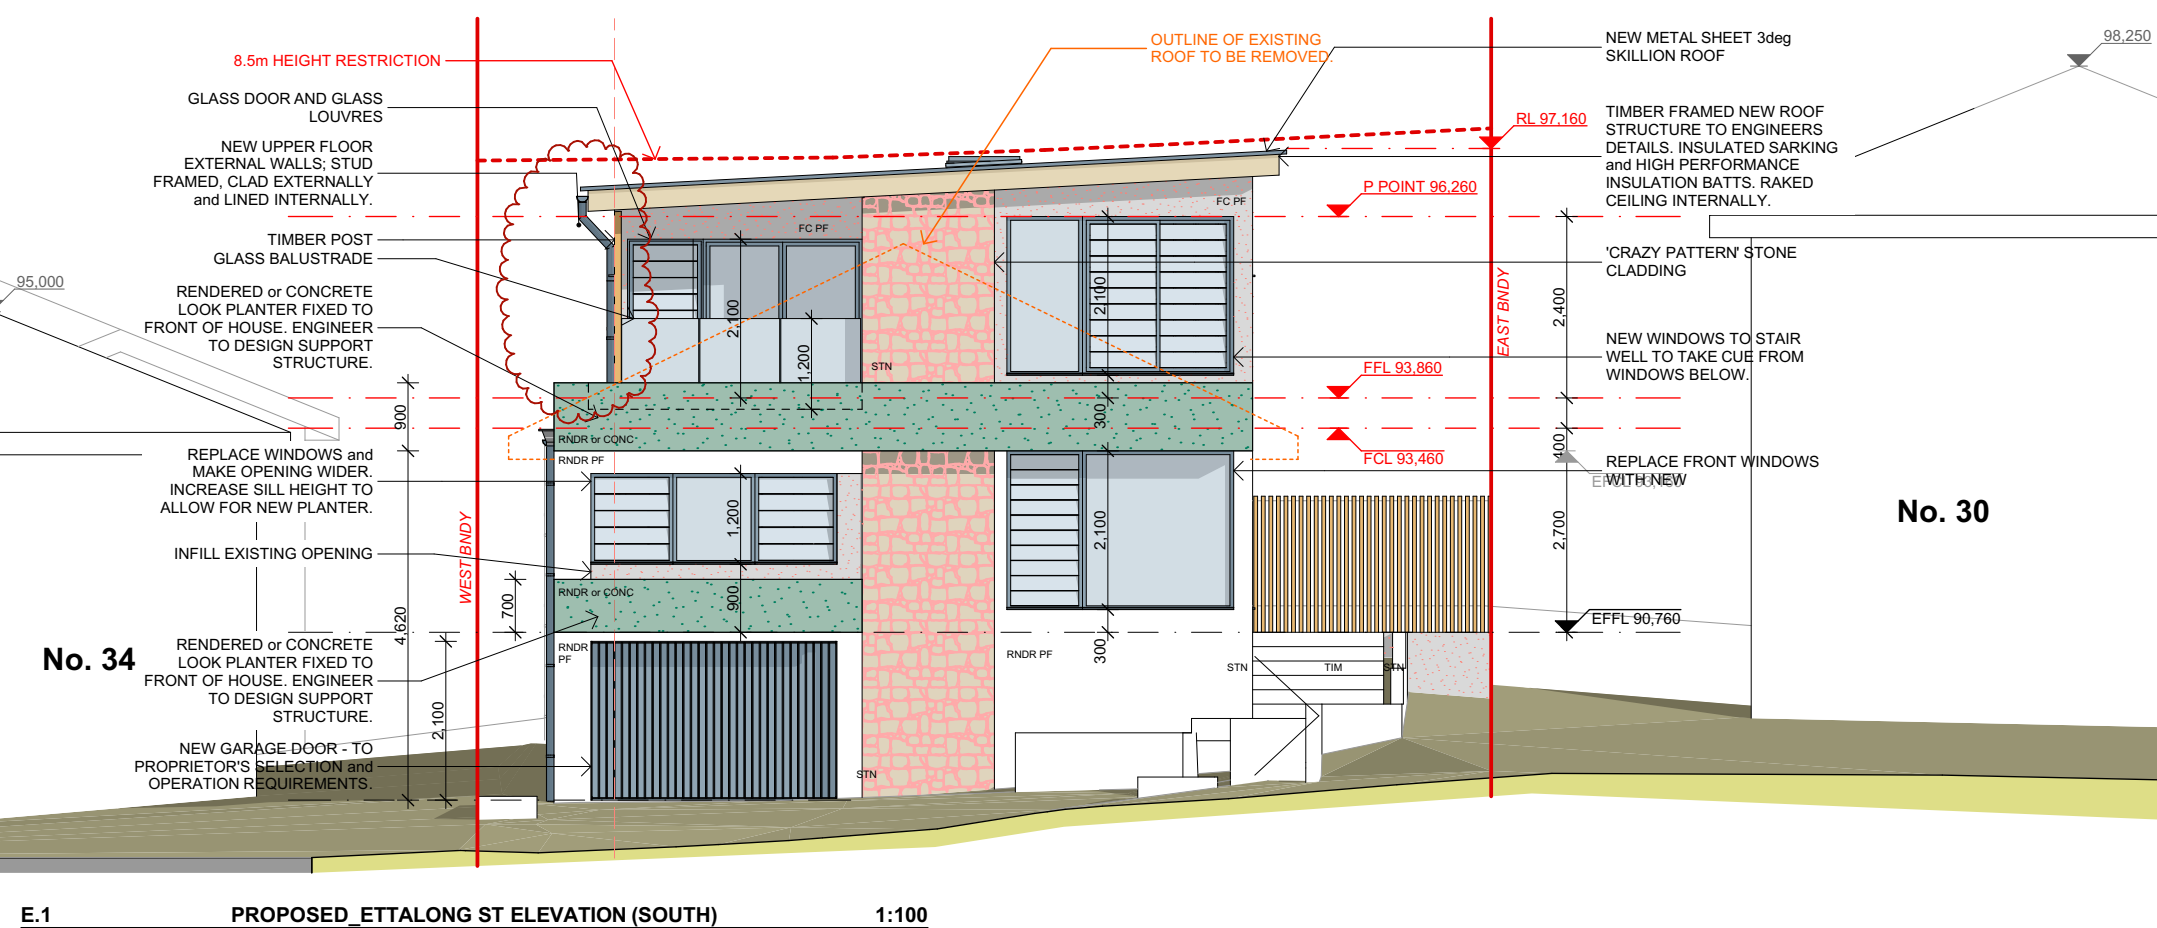 8.5m HEIGHT RESTRICTION
GLASS DOOR AND GLASS
LOUVRES
NEW UPPER FLOOR
EXTERNAL WALLS; STUD
FRAMED, CLAD EXTERNALLY
and LINED INTERNALLY.
TIMBER POST
GLASS BALUSTRADE
RENDERED or CONCRETE
LOOK PLANTER FIXED TO
FRONT OF HOUSE. ENGINEER
TO DESIGN SUPPORT
STRUCTURE.
REPLACE WINDOWS and
MAKE OPENING WIDER.
INCREASE SILL HEIGHT TO
ALLOW FOR NEW PLANTER.
INFILL EXISTING OPENING
RENDERED or CONCRETE
LOOK PLANTER FIXED TO
FRONT OF HOUSE. ENGINEER
TO DESIGN SUPPORT
STRUCTURE.
NEW GARAGE DOOR - TO
PROPRIETOR'S SELECTION and
OPERATION REQUIREMENTS.
95,000
No. 34
900
4,620
2,100
700
WEST BNDY
OUTLINE OF EXISTING
ROOF TO BE REMOVED.
FC PF
FC PF
2,100
1,200
STN
2,100
300
RNDR or CONC
RNDR PF
1,200
900
RNDR or CONC
RNDR
PF
2,100
300
RNDR PF
STN
STN
TIM
STN
RL 97,160
P POINT 96,260
FFL 93,860
FCL 93,460
EAST BNDY
2,400
400
2,700
EFFL 90,760
NEW METAL SHEET 3deg
SKILLION ROOF
TIMBER FRAMED NEW ROOF
STRUCTURE TO ENGINEERS
DETAILS. INSULATED SARKING
and HIGH PERFORMANCE
INSULATION BATTS. RAKED
CEILING INTERNALLY.
'CRAZY PATTERN' STONE
CLADDING
NEW WINDOWS TO STAIR
WELL TO TAKE CUE FROM
WINDOWS BELOW.
REPLACE FRONT WINDOWS
WITH NEW
98,250
No. 30
E.1 PROPOSED_ETTALONG ST ELEVATION (SOUTH) 1:100